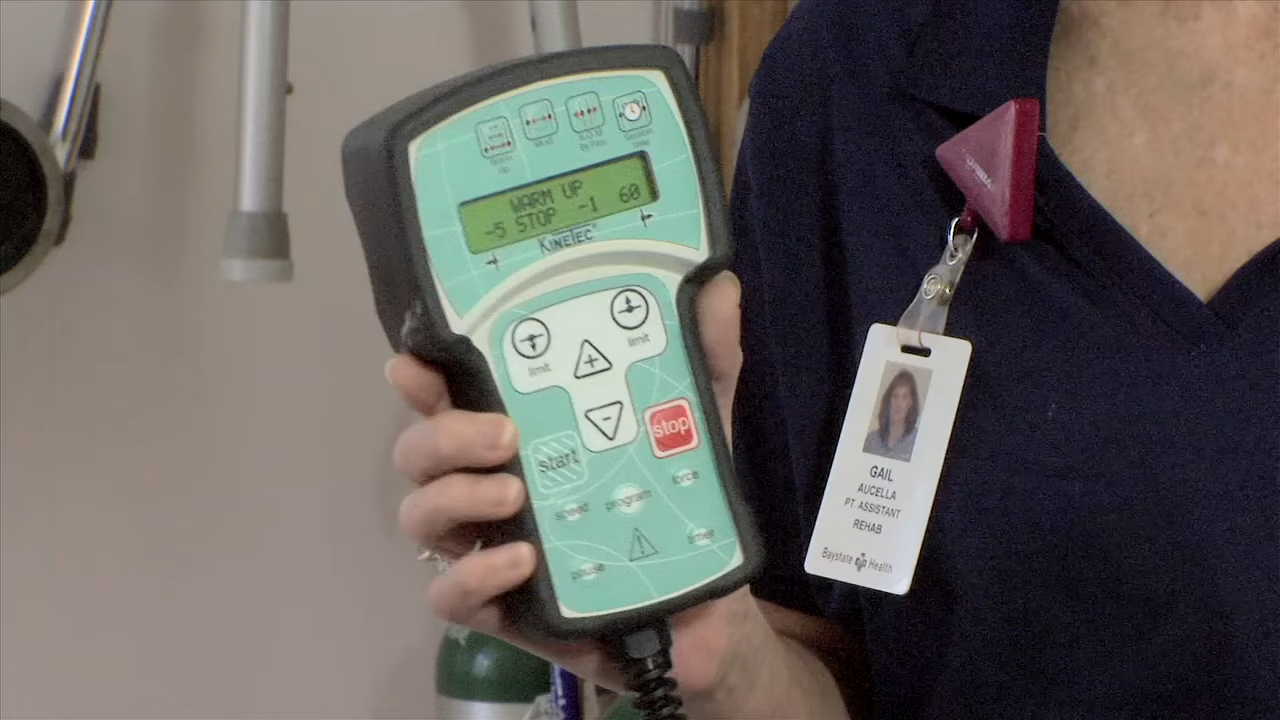 WARM UP
-5 STOP -1 60
KINETEC
limit
limit
+
-
stop
start
speed
program
force
pause
timer
GAIL
AUCELLA
PT. ASSISTANT
REHAB
Baystate Health